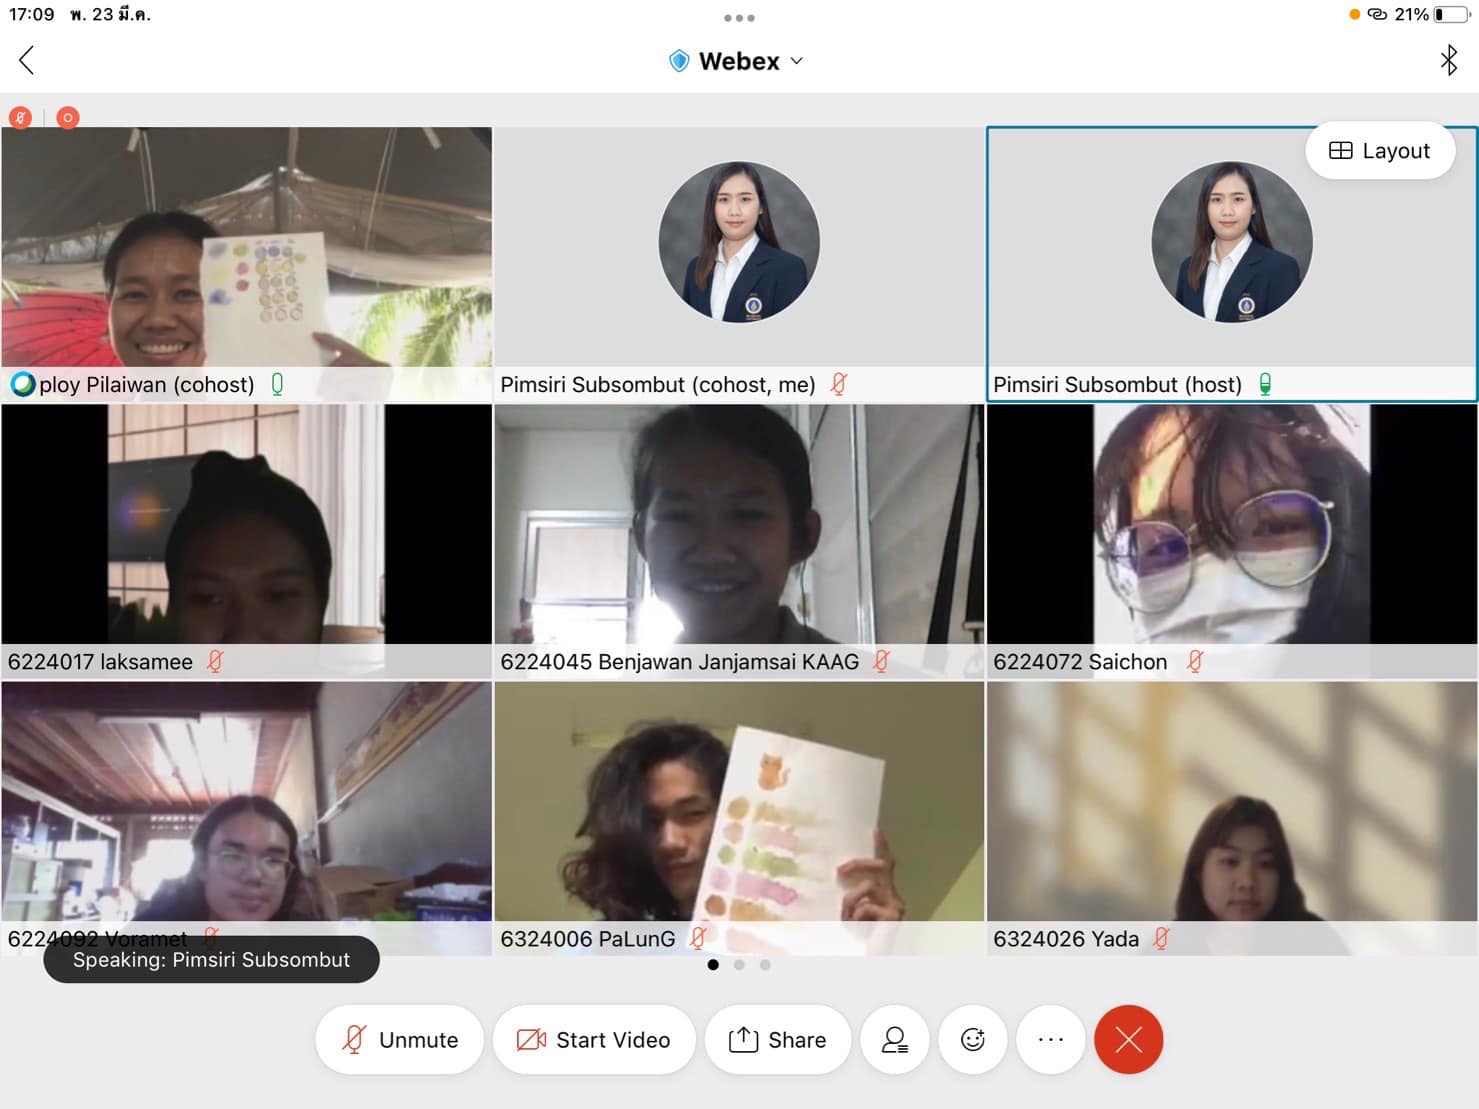 17:09 พ. 23 มี.ค.
21%
Webex
Layout
ploy Pilaiwan (cohost)
Pimsiri Subsombut (cohost, me)
Pimsiri Subsombut (host)
6224017 laksamee
6224045 Benjawan Janjamsai KAAG
6224072 Saichon
6224092 Voramet
6324006 PaLunG
6324026 Yada
Speaking: Pimsiri Subsombut
Unmute
Start Video
Share